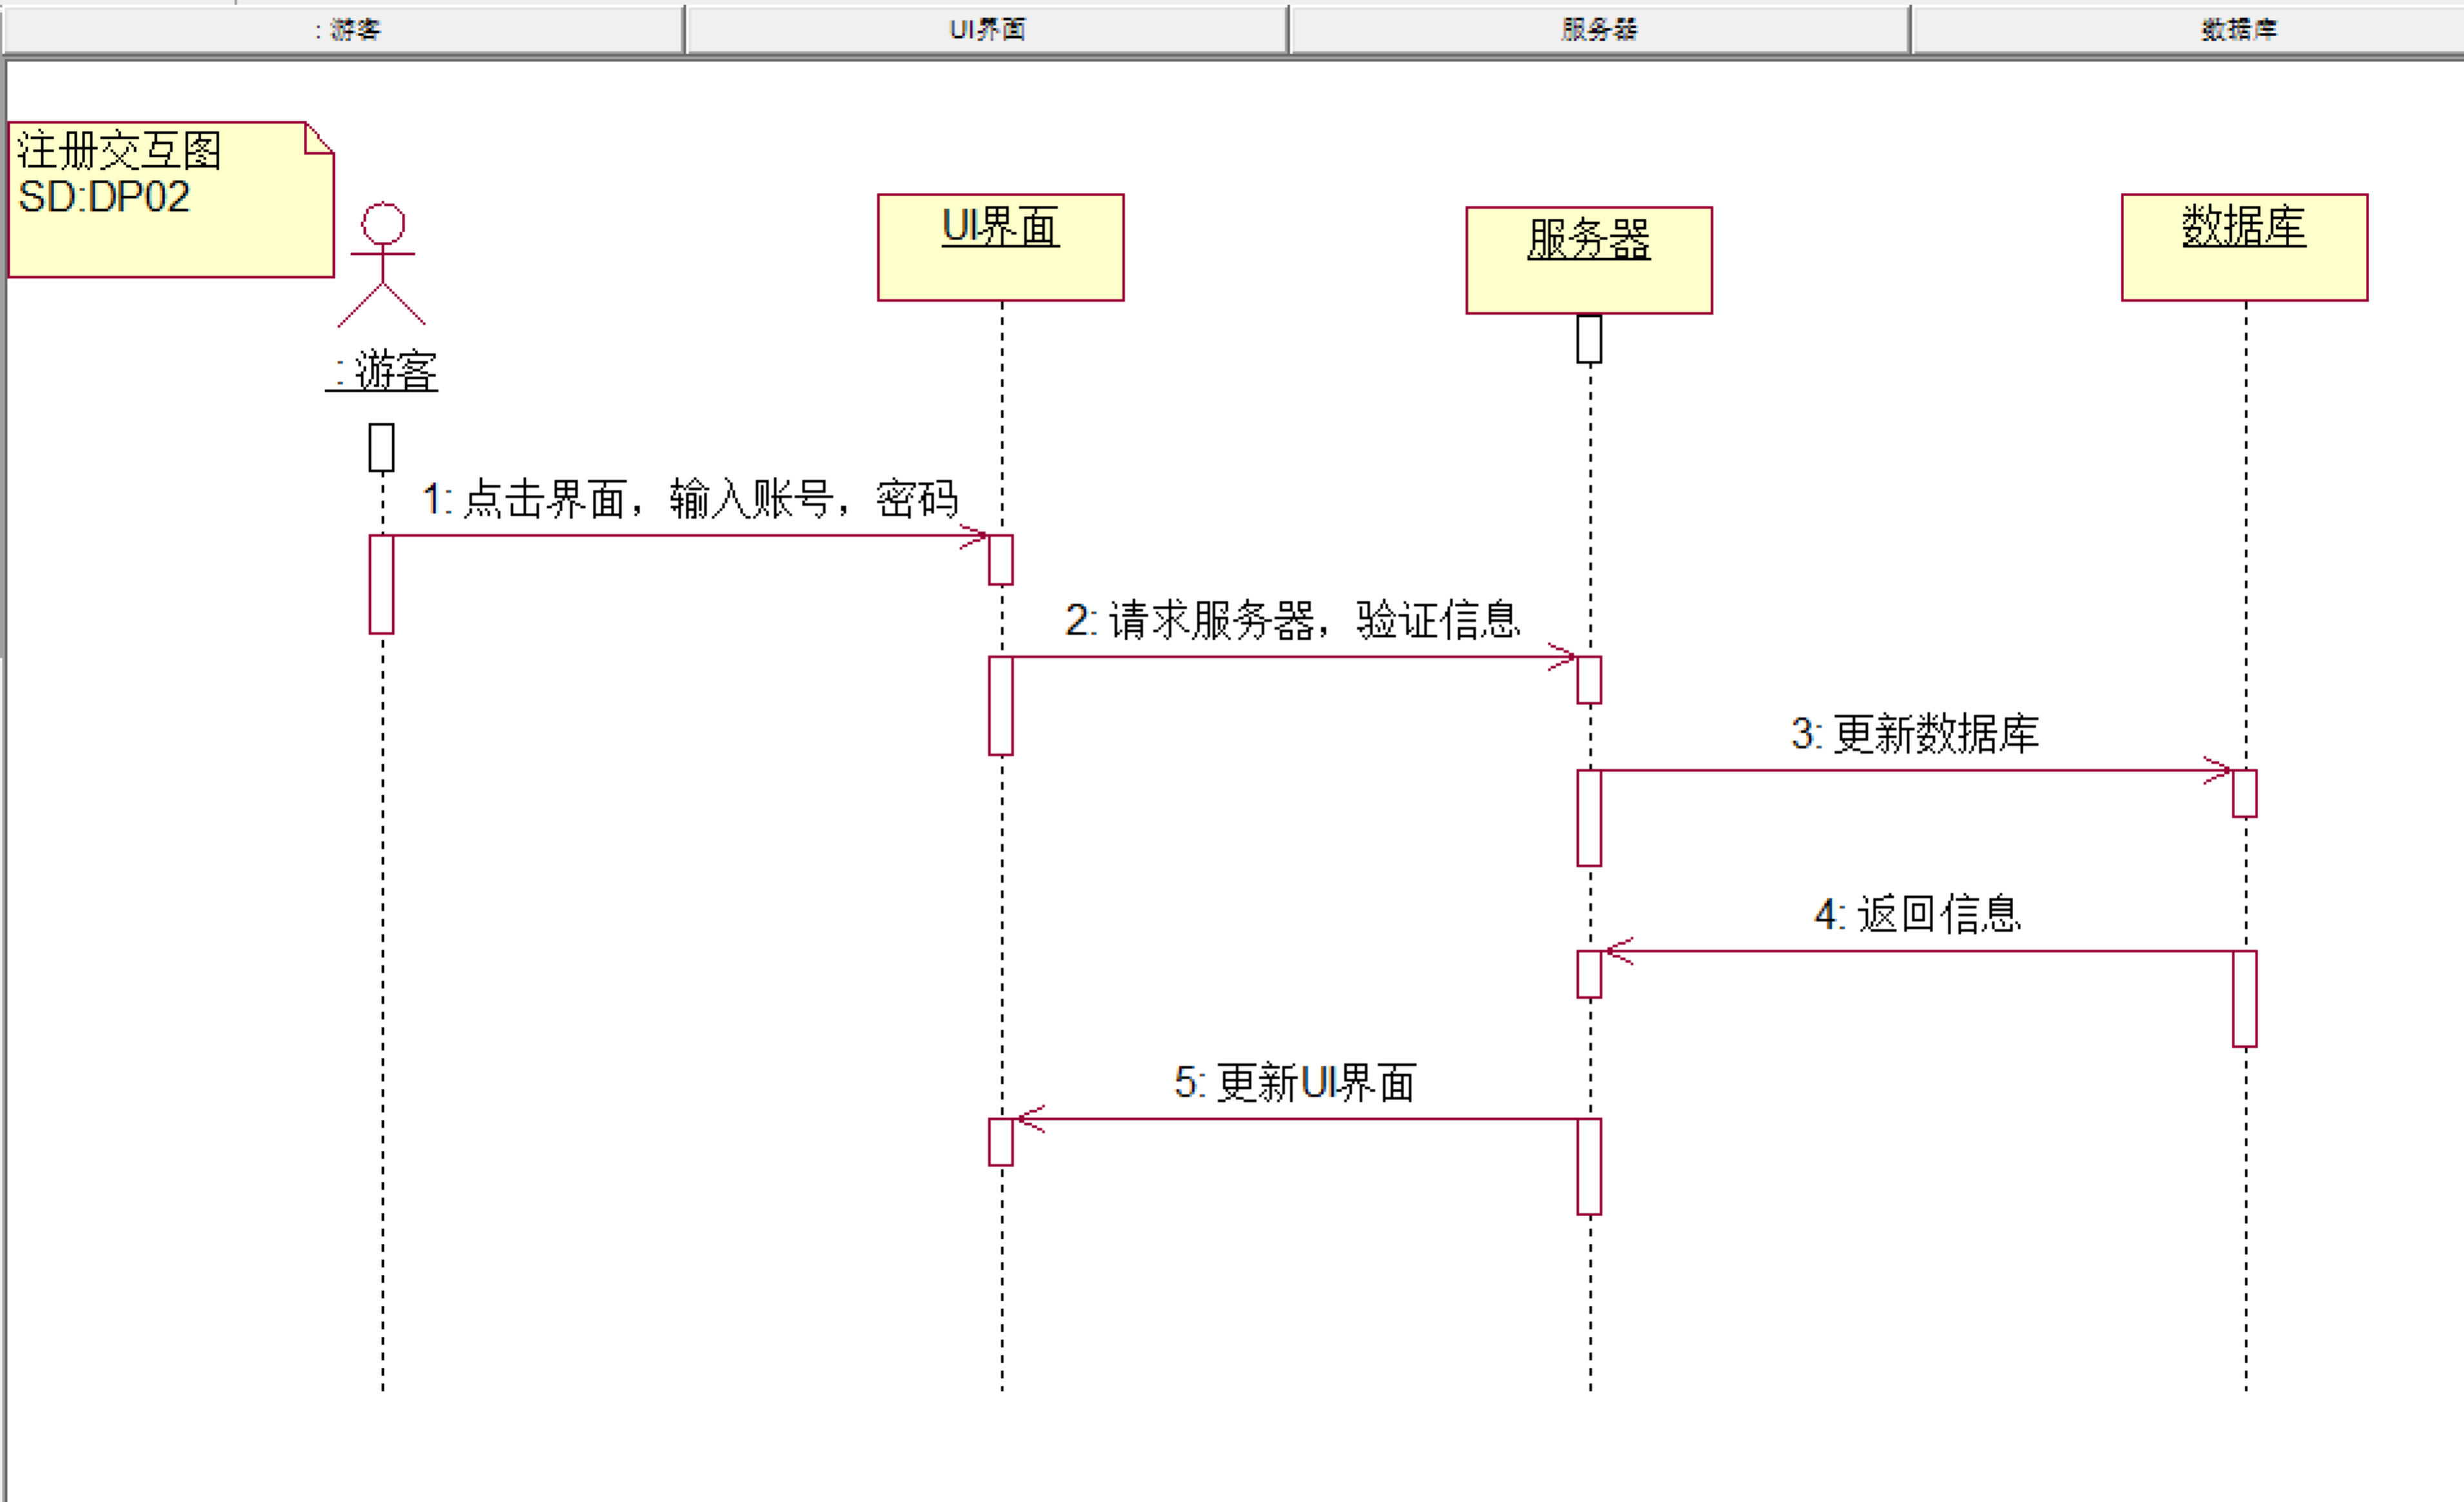 : 游客
UI界面
服务器
数据库
注册交互图
SD:DP02
UI界面
服务器
数据库
: 游客
1: 点击界面，输入账号，密码
2: 请求服务器，验证信息
3: 更新数据库
4: 返回信息
5: 更新UI界面